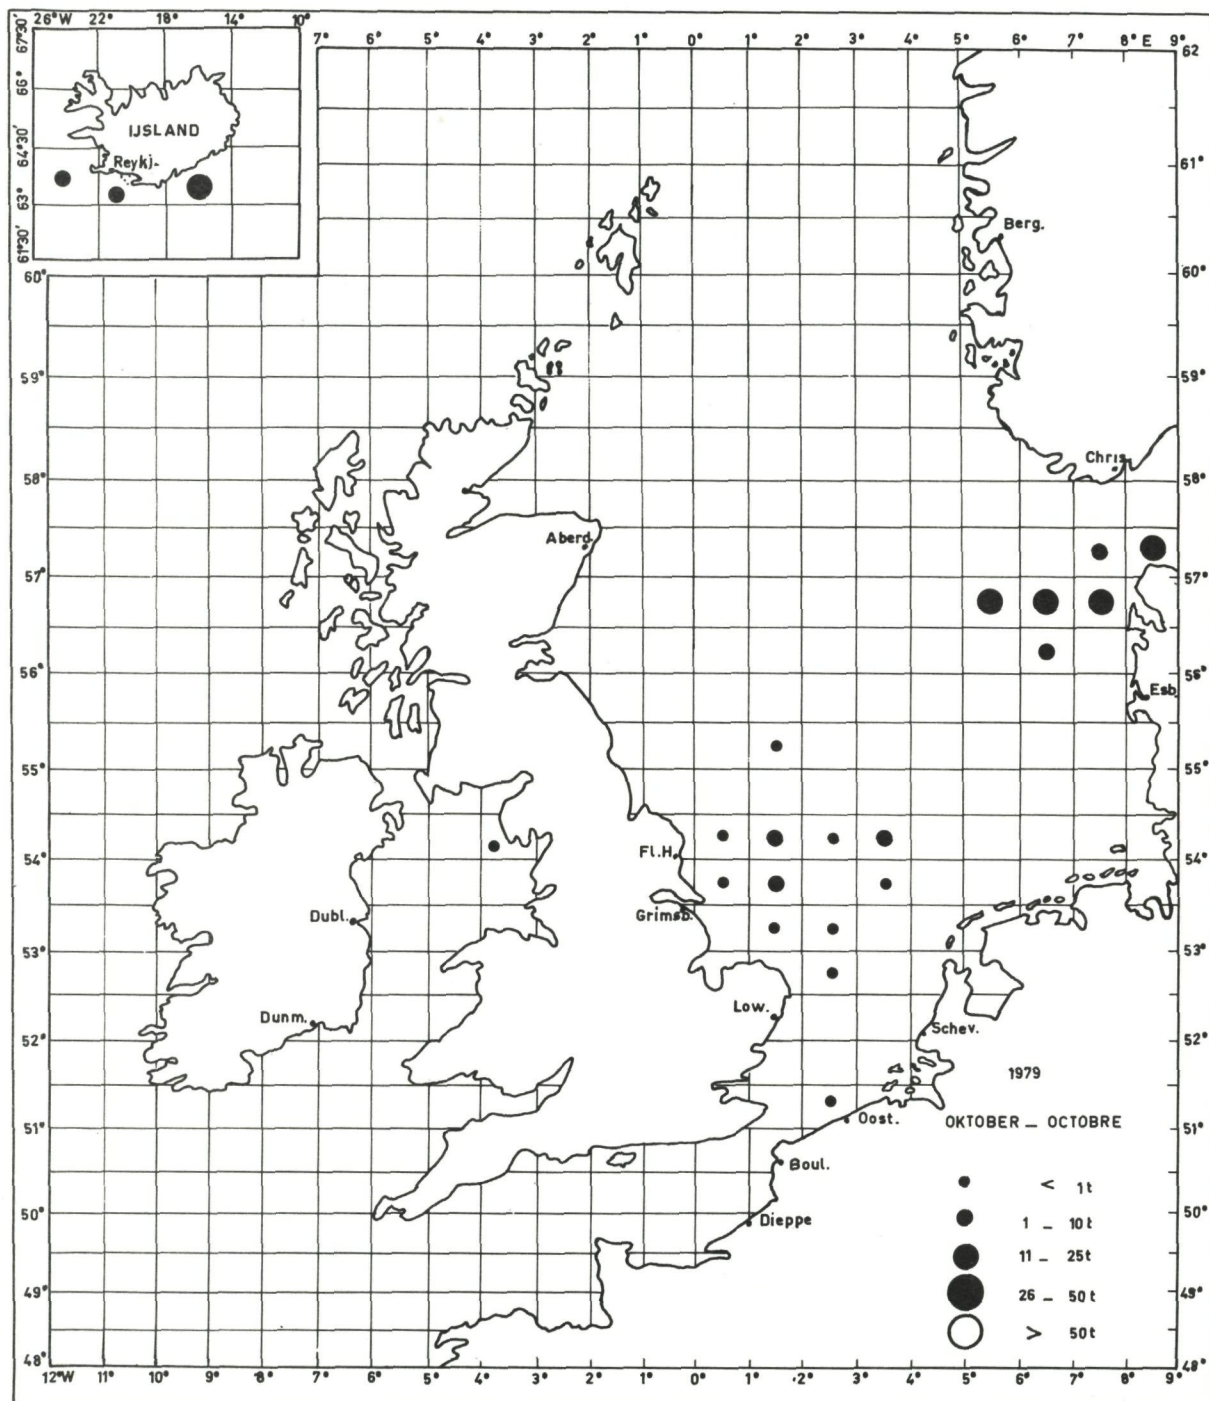 26°W 22° 18° 14° 10°
67°30' 66° 64°30' 63° 61°30'
IJSLAND
Reykj-
7° 6° 5° 4° 3° 2° 1° 0° 1° 2° 3° 4° 5° 6° 7° 8° E 9°
62
61°
Berg.
60° 60°
59° 59°
Chris
58° 58°
Aberd.
57° 57°
56° 56°
Esb.
55° 55°
Fl.H.
54° 54°
Dubl. Grimsb.
53° 53°
Dunm. Low. Schev.
52° 52°
1979
Oost.
OKTOBER _ OCTOBRE
51° 51°
Boul.
< 1t
50° Dieppe 50°
1 _ 10t
11 _ 25t
49° 49°
26 _ 50t
> 50t
48° 48°
12°W 11° 10° 9° 8° 7° 6° 5° 4° 3° 2° 1° 0° 1° 2° 3° 4° 5° 6° 7° 8° 9°